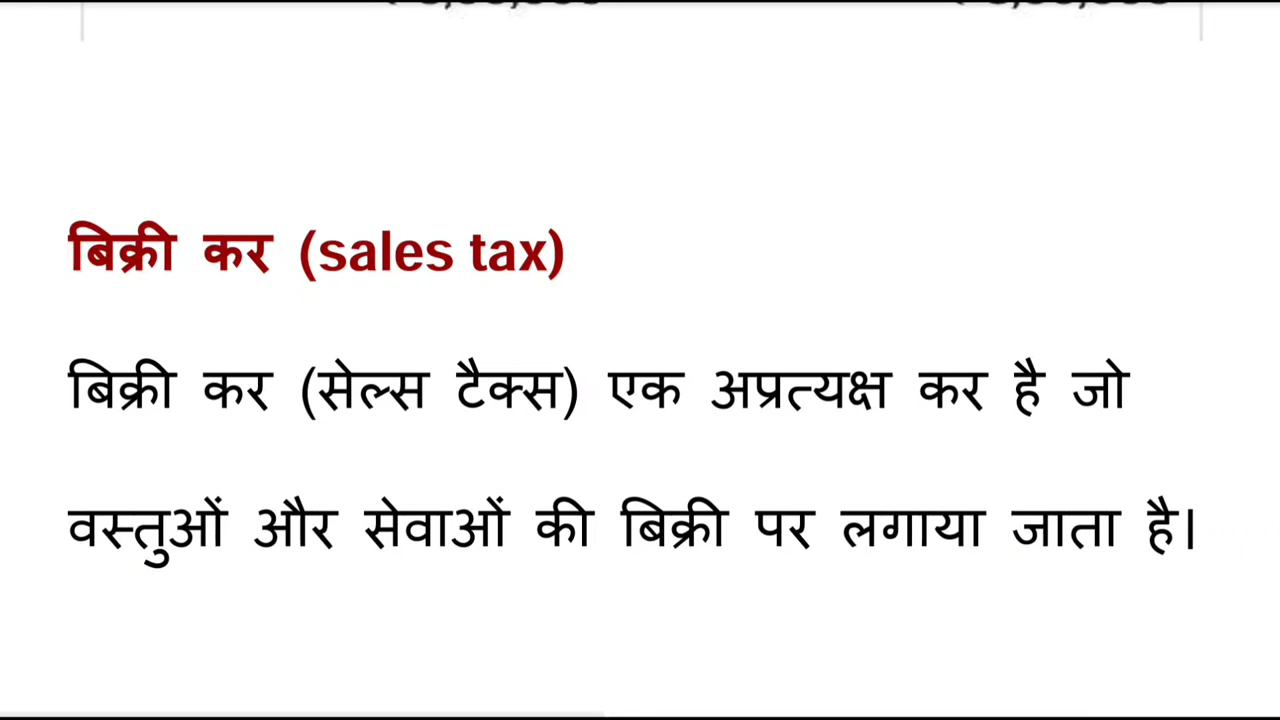 बिक्री कर (sales tax)
बिक्री कर (सेल्स टैक्स) एक अप्रत्यक्ष कर है जो
वस्तुओं और सेवाओं की बिक्री पर लगाया जाता है।